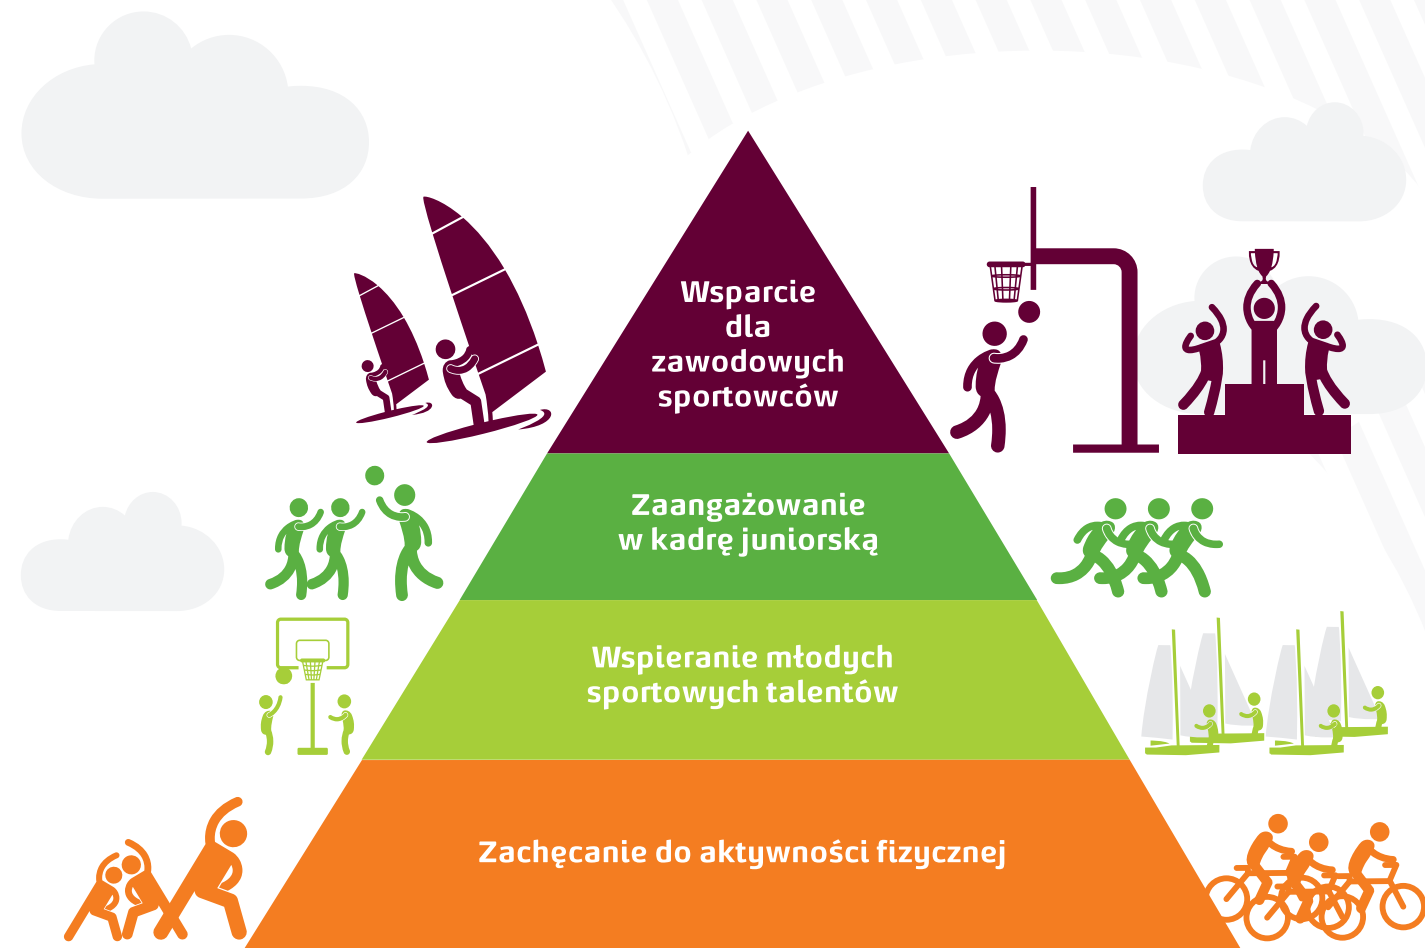 Wsparcie
dla
zawodowych
sportowców
Zaangażowanie
w kadrę juniorską
Wspieranie młodych
sportowych talentów
Zachęcanie do aktywności fizycznej